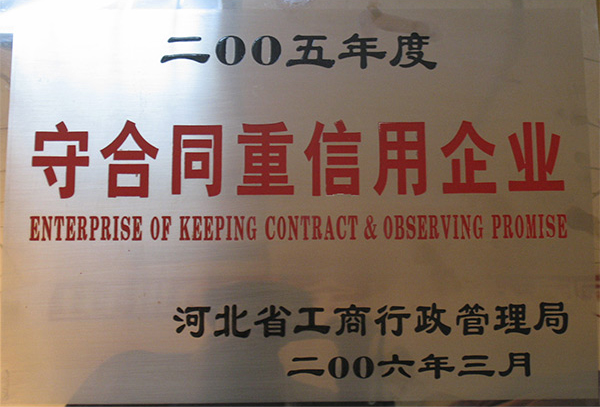 二00五年度
守合同重信用企业
ENTERPRISE OF KEEPING CONTRACT & OBSERVING PROMISE
河北省工商行政管理局
二00六年三月